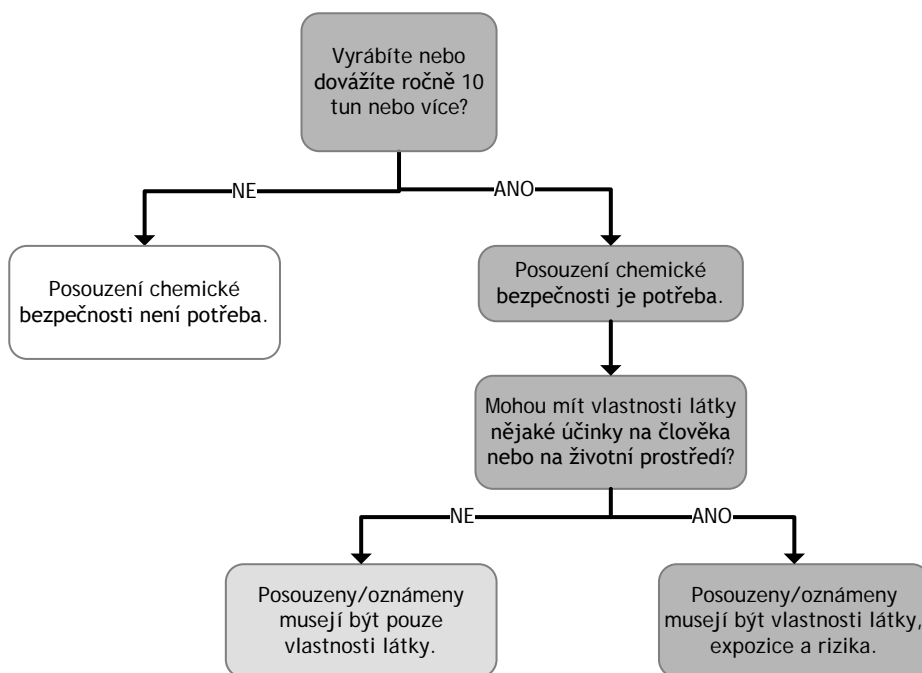 Vyrábíte nebo
dovážíte ročně 10
tun nebo více?
NE
ANO
Posouzení chemické
bezpečnosti není potřeba.
Posouzení chemické
bezpečnosti je potřeba.
Mohou mít vlastnosti látky
nějaké účinky na člověka
nebo na životní prostředí?
NE
ANO
Posouzeny/oznámeny
musejí být pouze
vlastnosti látky.
Posouzeny/oznámeny
musejí být vlastnosti látky,
expozice a rizika.